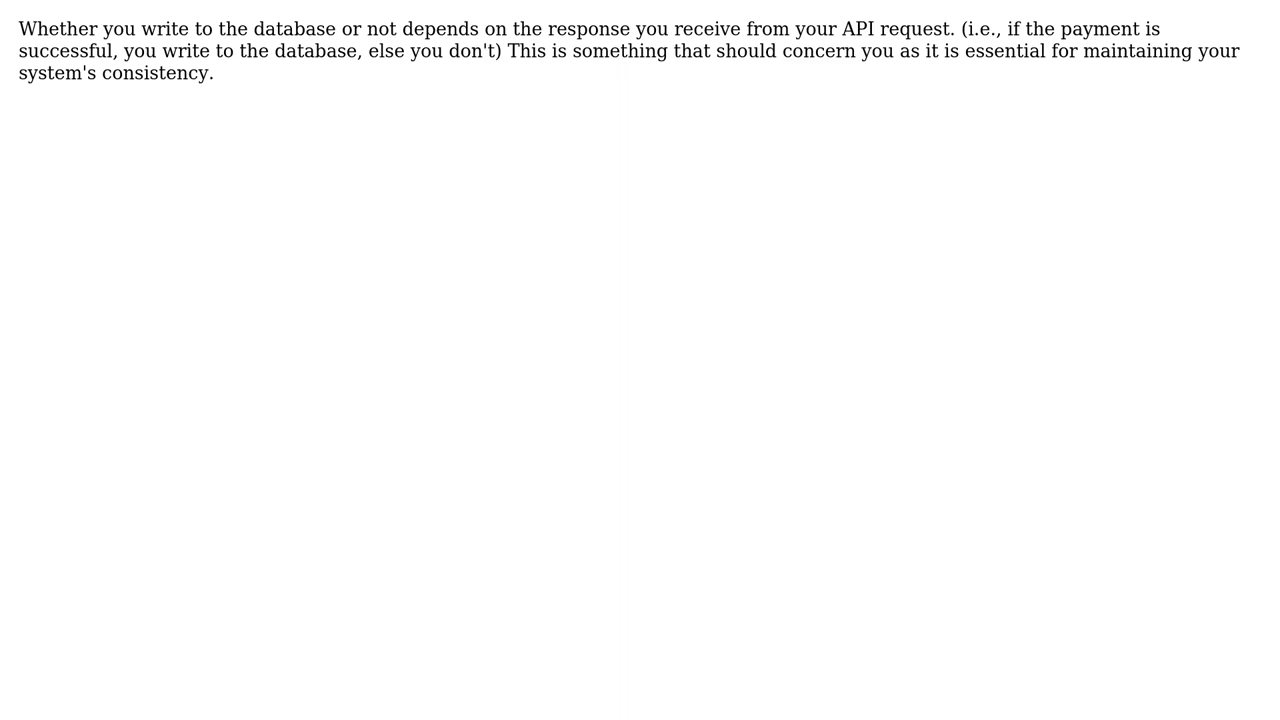 Whether you write to the database or not depends on the response you receive from your API request. (i.e., if the payment is
successful, you write to the database, else you don't) This is something that should concern you as it is essential for maintaining your
system's consistency.